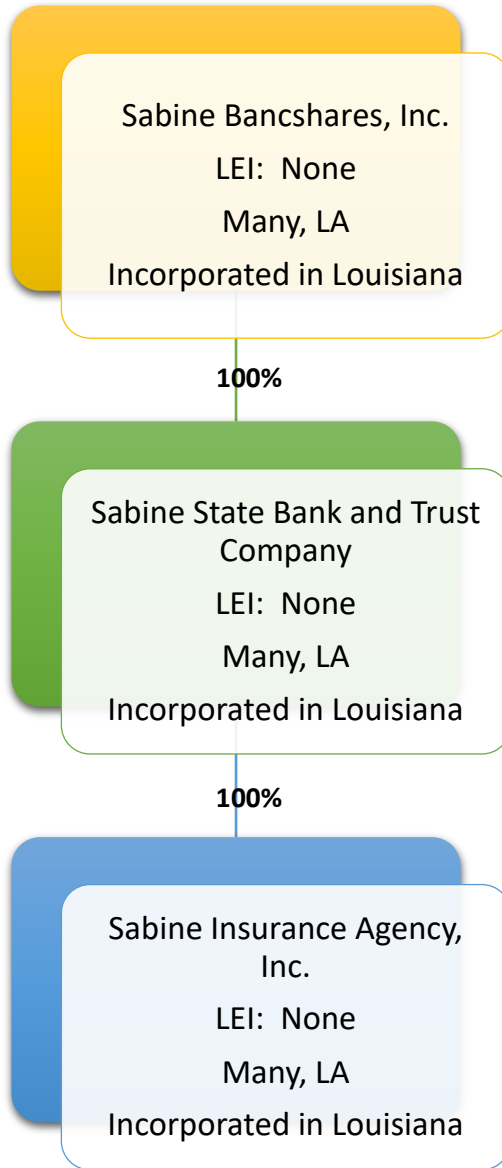 Sabine Bancshares, Inc.
LEI:  None
Many, LA
Incorporated in Louisiana
100%
Sabine State Bank and Trust
Company
LEI:  None
Many, LA
Incorporated in Louisiana
100%
Sabine Insurance Agency,
Inc.
LEI:  None
Many, LA
Incorporated in Louisiana